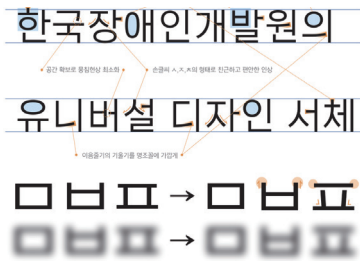 한국장애인개발원의
• 공간 확보로 뭉침현상 최소화 • 손글씨 ㅅ,ㅈ,ㅊ의 형태로 친근하고 편안한 인상
유니버설 디자인 서체
• 이음줄기의 기울기를 명조꼴에 가깝게
ㅁㅂㅍ → ㅁㅂㅍ
ㅁㅂㅍ → ㅁㅂㅍ